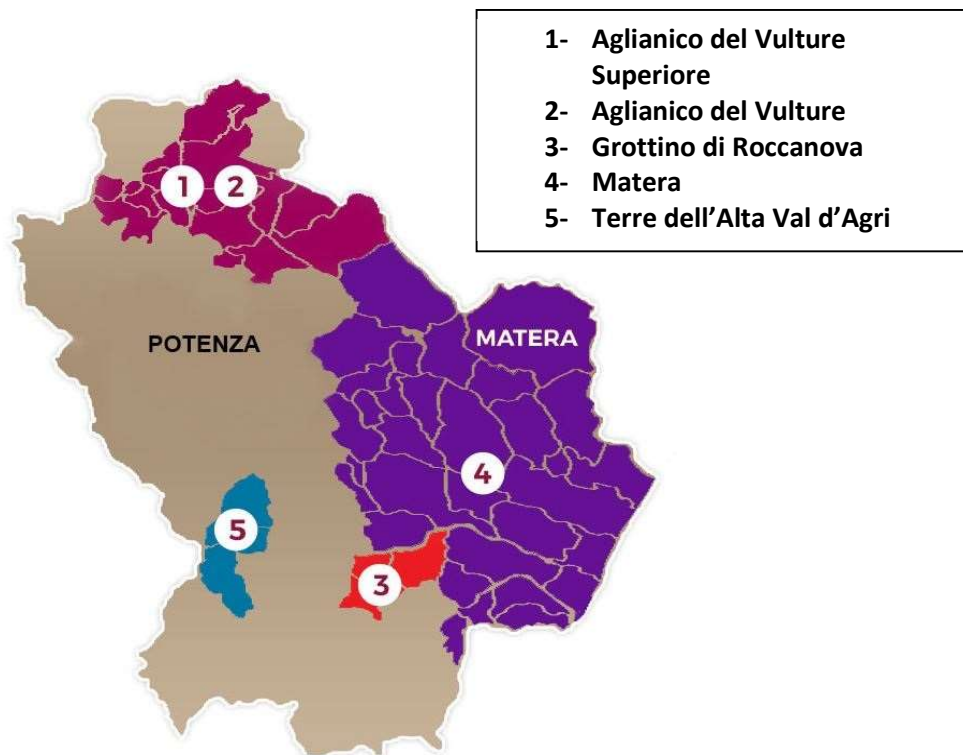 1- Aglianico del Vulture
Superiore
2- Aglianico del Vulture
3- Grottino di Roccanova
4- Matera
5- Terre dell’Alta Val d’Agri
1 2
POTENZA
MATERA
4
5
3